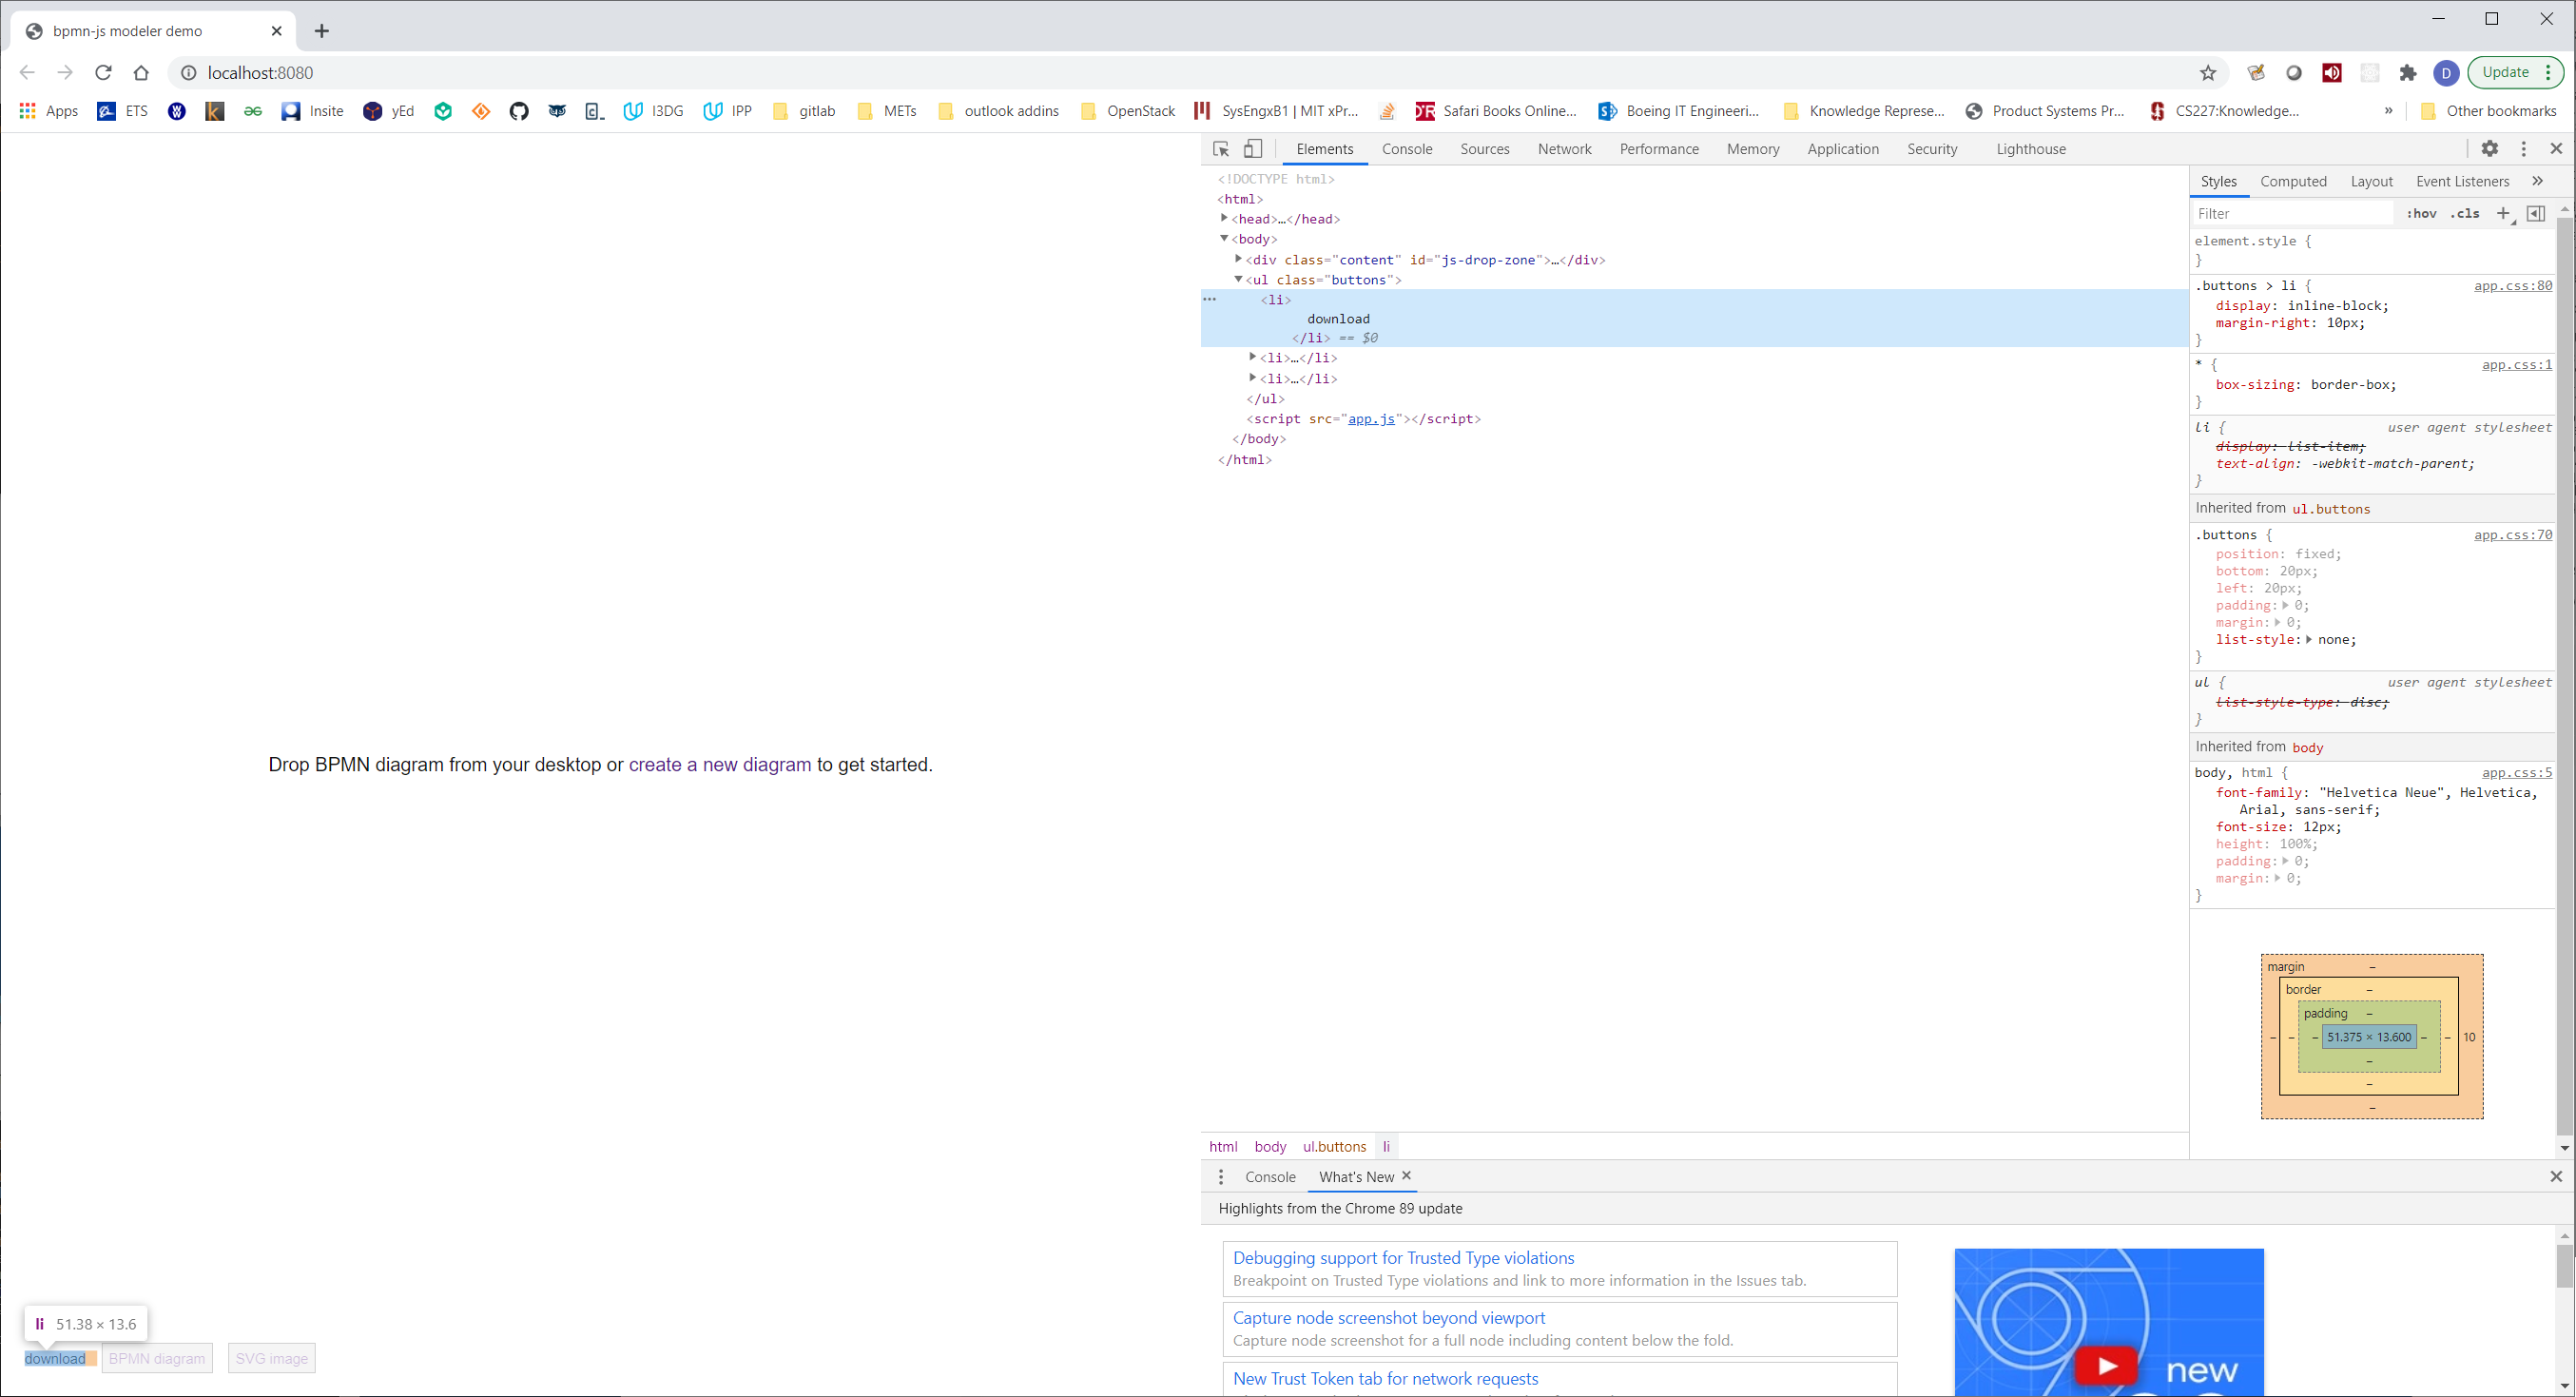 bpmn-js modeler demo
localhost:8080
D
Update
Apps ETS Insite yEd I3DG IPP gitlab METs outlook addins OpenStack SysEngxB1 | MIT xPr... Safari Books Online... Boeing IT Engineeri... Knowledge Represe... Product Systems Pr... CS227:Knowledge... » Other bookmarks
Elements Console Sources Network Performance Memory Application Security Lighthouse
<!DOCTYPE html>
<html>
<head>…</head>
<body>
<div class="content" id="js-drop-zone">…</div>
<ul class="buttons">
<li>
download
</li> == $0
<li>…</li>
<li>…</li>
</ul>
<script src="app.js"></script>
</body>
</html>
Styles Computed Layout Event Listeners »
Filter :hov .cls +
element.style {
}
.buttons > li { app.css:80
display: inline-block;
margin-right: 10px;
}
* { app.css:1
box-sizing: border-box;
}
li { user agent stylesheet
display: list-item;
text-align: -webkit-match-parent;
}
Inherited from ul.buttons
.buttons { app.css:70
position: fixed;
bottom: 20px;
left: 20px;
padding: 0;
margin: 0;
list-style: none;
}
ul { user agent stylesheet
list-style-type: disc;
}
Inherited from body
body, html { app.css:5
font-family: "Helvetica Neue", Helvetica,
Arial, sans-serif;
font-size: 12px;
height: 100%;
padding: 0;
margin: 0;
}
margin –
border –
padding –
– – – 51.375 × 13.600 – – 10
–
–
–
Drop BPMN diagram from your desktop or create a new diagram to get started.
li 51.38 × 13.6
download BPMN diagram SVG image
html body ul.buttons li
Console What's New
Highlights from the Chrome 89 update
Debugging support for Trusted Type violations
Breakpoint on Trusted Type violations and link to more information in the Issues tab.
Capture node screenshot beyond viewport
Capture node screenshot for a full node including content below the fold.
New Trust Token tab for network requests
new